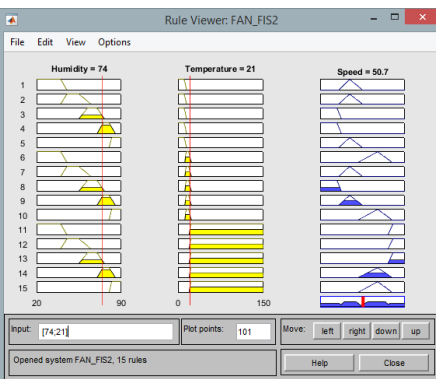 Rule Viewer: FAN_FIS2
File Edit View Options
Humidity = 74 Temperature = 21 Speed = 50.7
1
2
3
4
5
6
7
8
9
10
11
12
13
14
15
20 90 0 150
Input: [74;21] Plot points: 101 Move: left right down up
Opened system FAN_FIS2, 15 rules Help Close